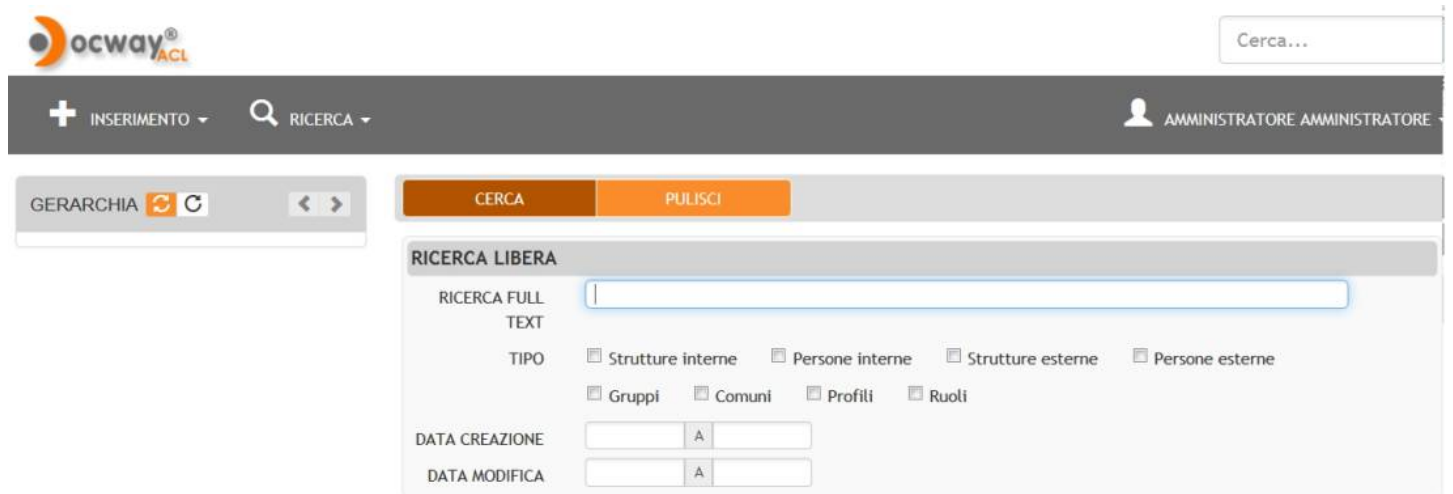 Docway® ACL
Cerca...
INSERIMENTO RICERCA AMMINISTRATORE AMMINISTRATORE
GERARCHIA
CERCA PULISCI
RICERCA LIBERA
RICERCA FULL
TEXT
TIPO Strutture interne Persone interne Strutture esterne Persone esterne
Gruppi Comuni Profili Ruoli
DATA CREAZIONE A
DATA MODIFICA A